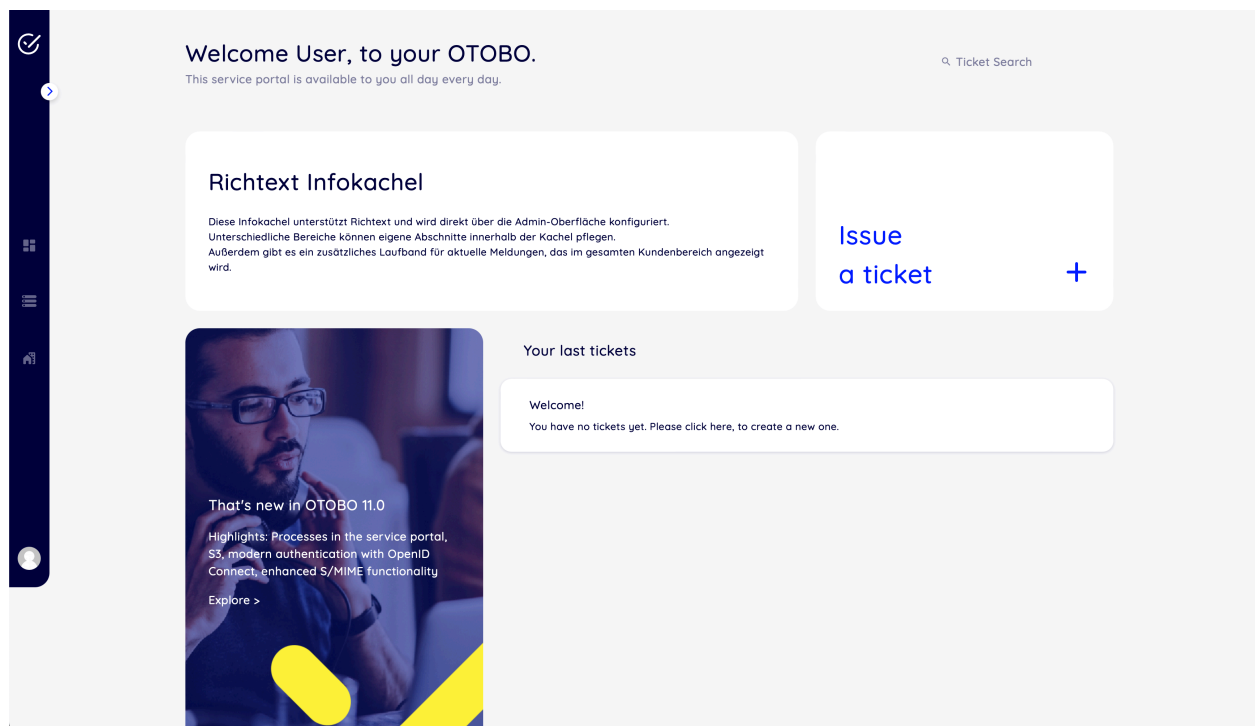 Welcome User, to your OTOBO.
This service portal is available to you all day every day.
Ticket Search
Richtext Infokachel
Diese Infokachel unterstützt Richtext und wird direkt über die Admin-Oberfläche konfiguriert.
Unterschiedliche Bereiche können eigene Abschnitte innerhalb der Kachel pflegen.
Außerdem gibt es ein zusätzliches Laufband für aktuelle Meldungen, das im gesamten Kundenbereich angezeigt
wird.
Issue
a ticket
That's new in OTOBO 11.0
Highlights: Processes in the service portal,
S3, modern authentication with OpenID
Connect, enhanced S/MIME functionality
Explore >
Your last tickets
Welcome!
You have no tickets yet. Please click here, to create a new one.